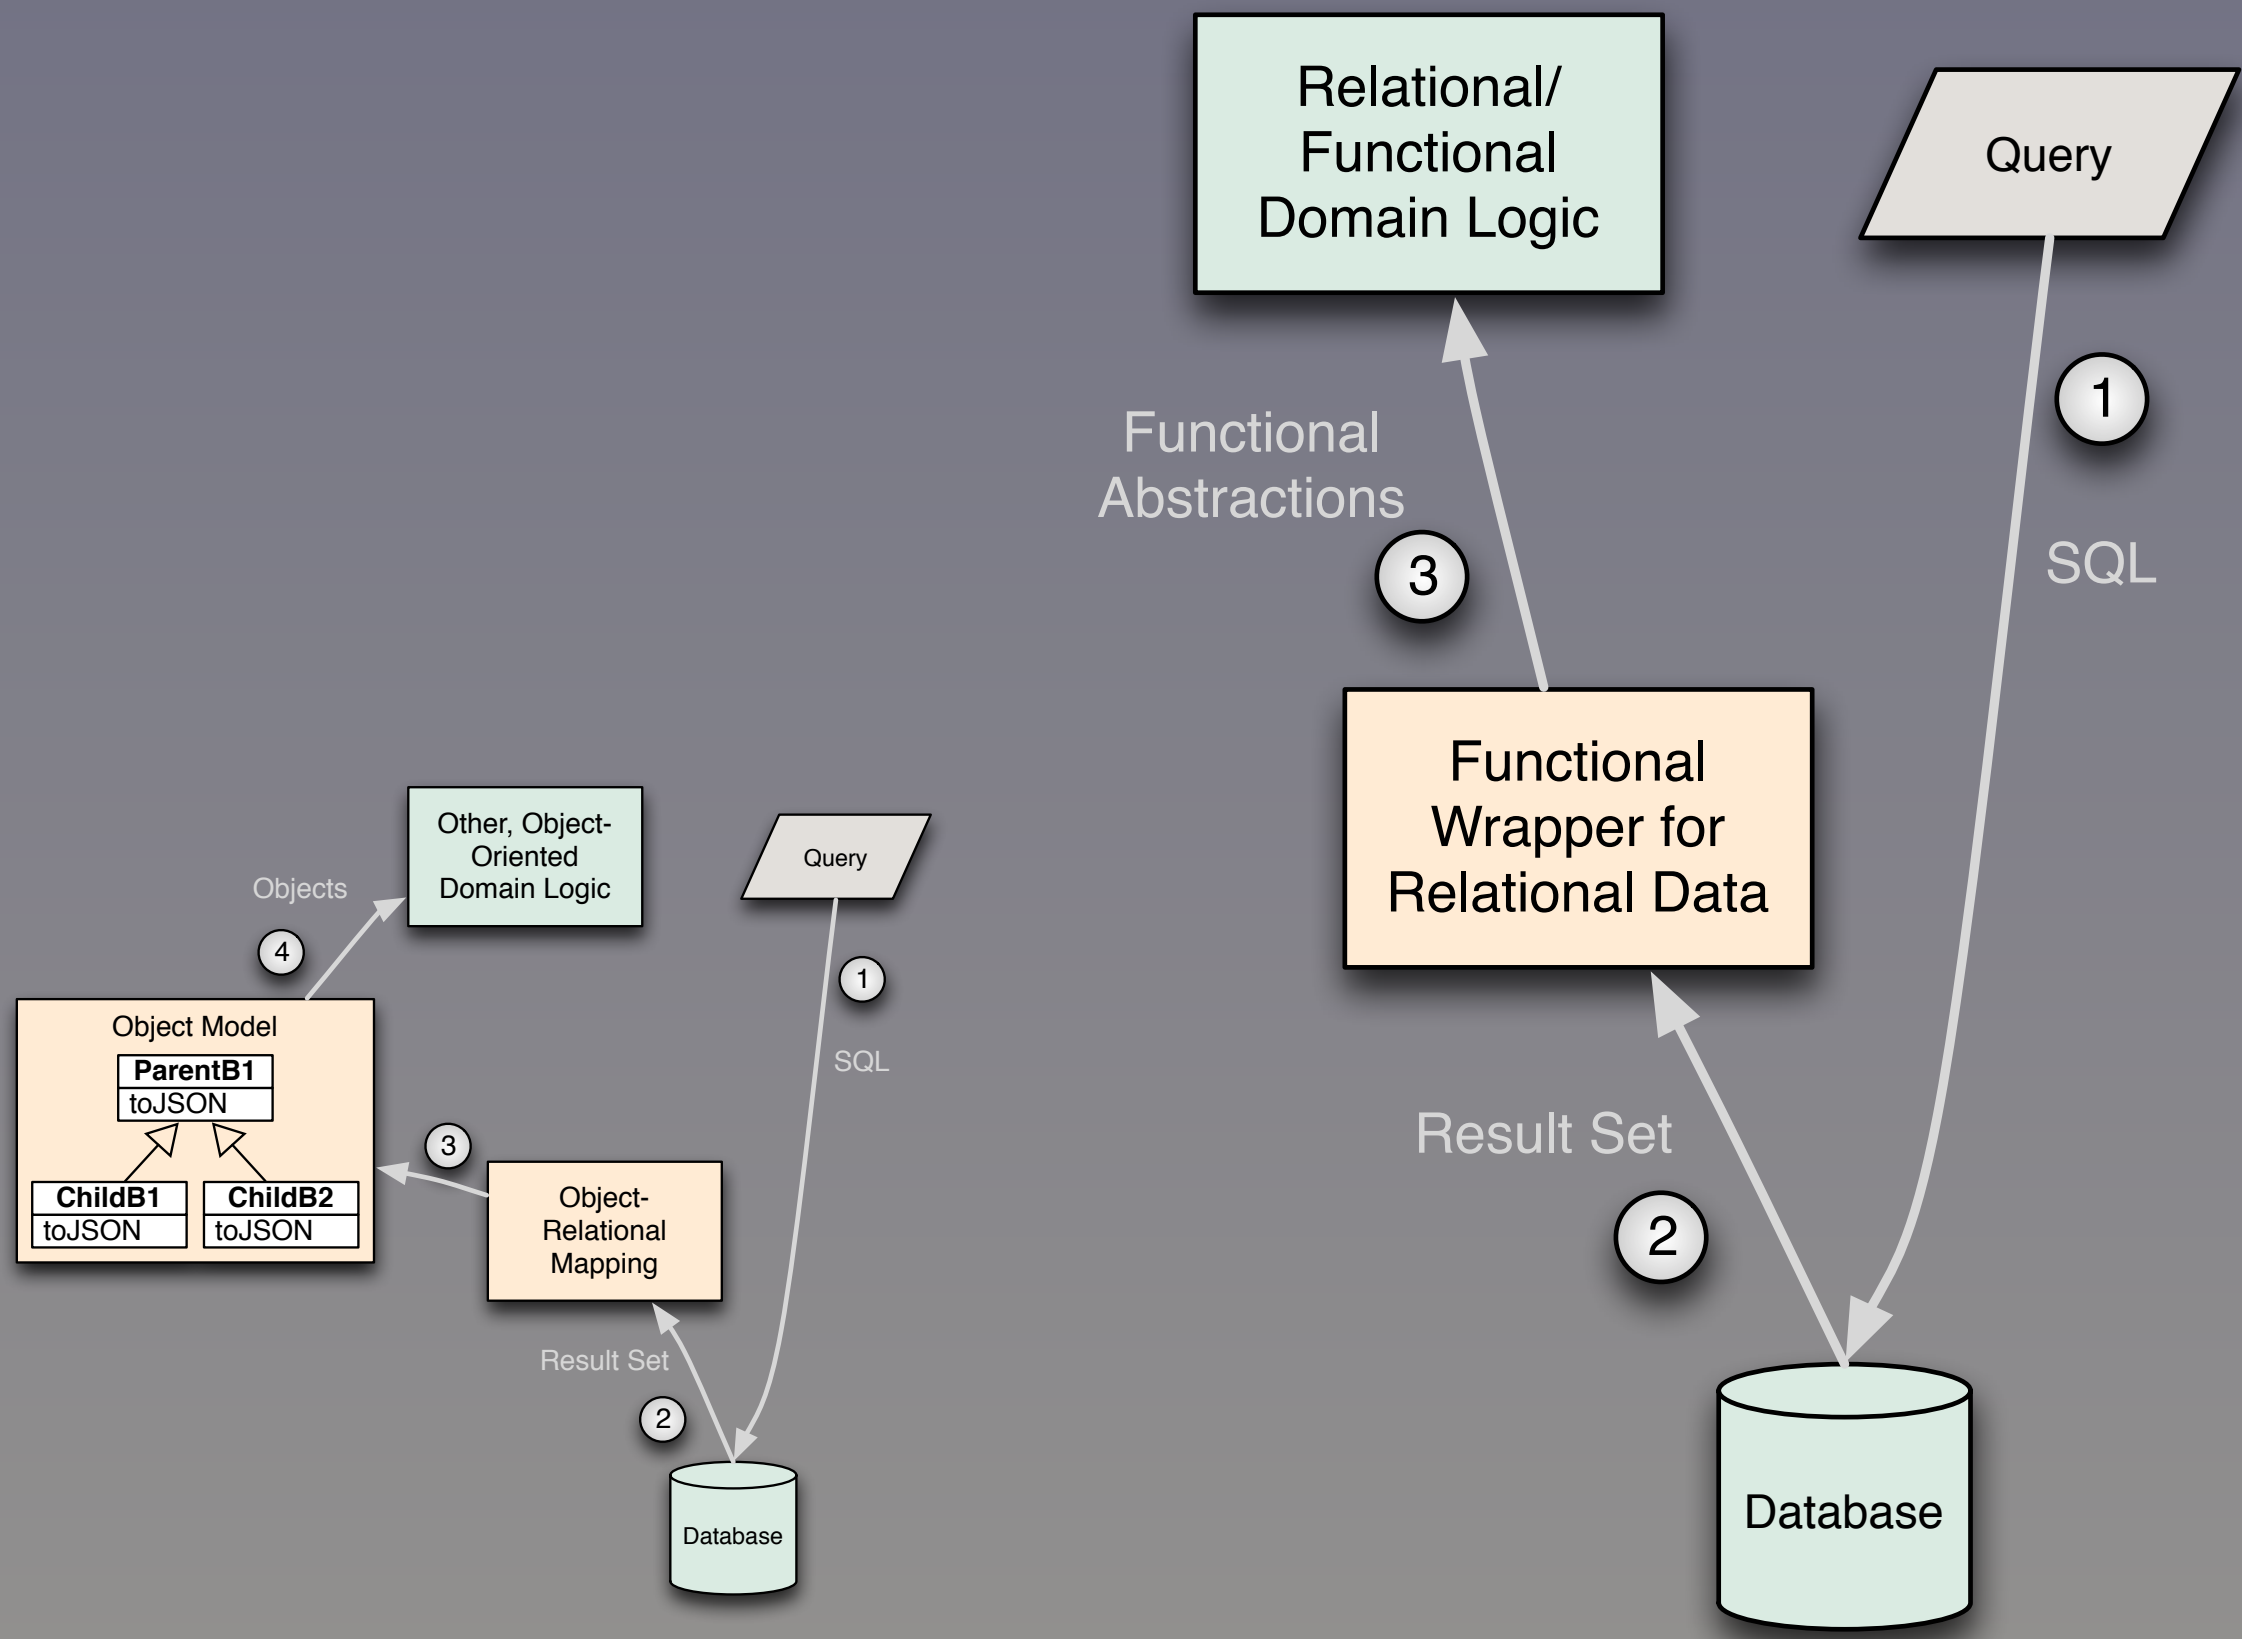 Other, Object-
Oriented
Domain Logic
Query
Objects
4
1
Object Model
ParentB1
toJSON
SQL
3
ChildB1
toJSON
ChildB2
toJSON
Object-
Relational
Mapping
Result Set
2
Database
Relational/
Functional
Domain Logic
Query
1
Functional
Abstractions
3
SQL
Functional
Wrapper for
Relational Data
Result Set
2
Database